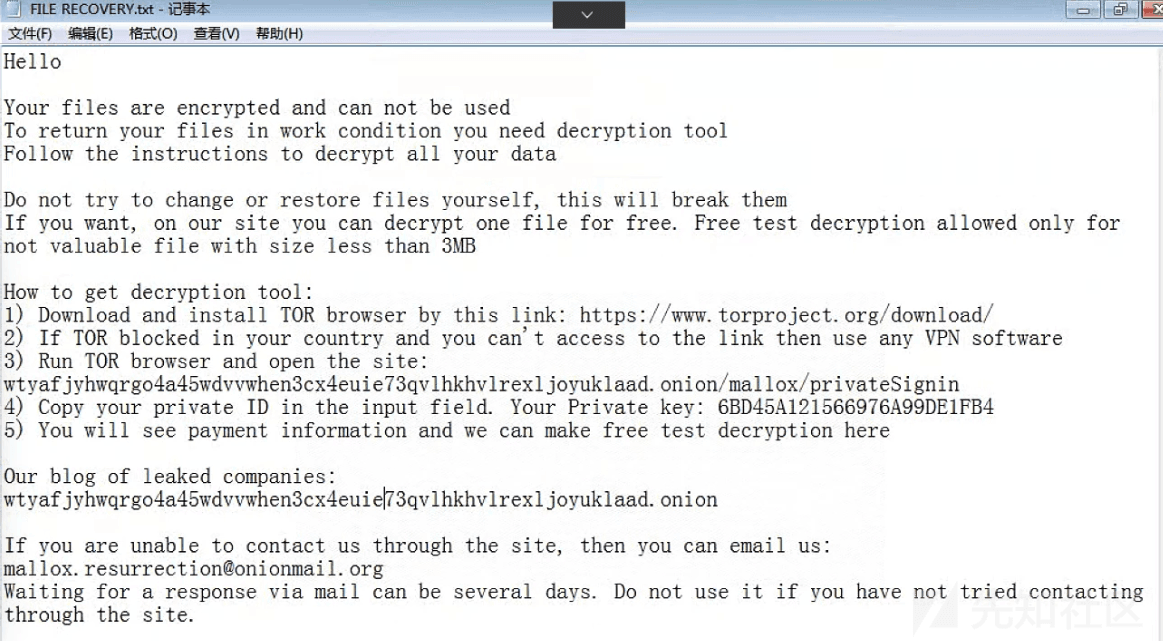 FILE RECOVERY.txt - 记事本
文件(F) 编辑(E) 格式(O) 查看(V) 帮助(H)
Hello
Your files are encrypted and can not be used
To return your files in work condition you need decryption tool
Follow the instructions to decrypt all your data
Do not try to change or restore files yourself, this will break them
If you want, on our site you can decrypt one file for free. Free test decryption allowed only for
not valuable file with size less than 3MB
How to get decryption tool:
1) Download and install TOR browser by this link: https://www.torproject.org/download/
2) If TOR blocked in your country and you can't access to the link then use any VPN software
3) Run TOR browser and open the site:
wtyafjyhwqrgo4a45wdvvwhen3cx4euie73qvlhkhvlrexljoyuklaad.onion/mallox/privateSignin
4) Copy your private ID in the input field. Your Private key: 6BD45A121566976A99DE1FB4
5) You will see payment information and we can make free test decryption here
Our blog of leaked companies:
wtyafjyhwqrgo4a45wdvvwhen3cx4euie73qvlhkhvlrexljoyuklaad.onion
If you are unable to contact us through the site, then you can email us:
mallox.resurrection@onionmail.org
Waiting for a response via mail can be several days. Do not use it if you have not tried contacting
through the site.
先知社区